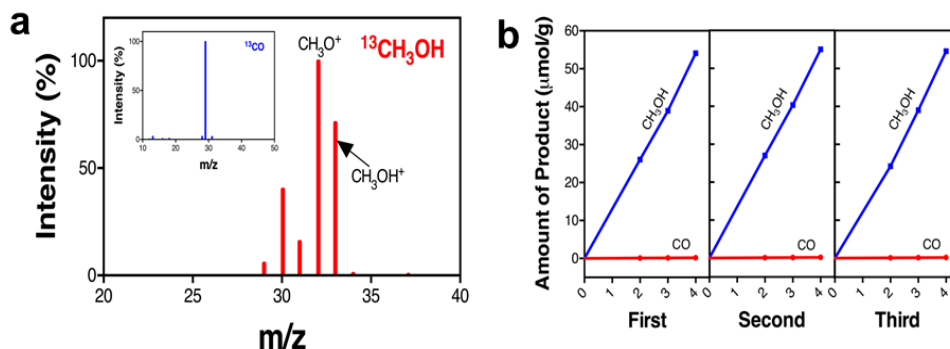 a
¹³CH₃OH
CH₃O⁺
CH₃OH⁺
Intensity (%)
100
50
0
20
25
30
35
40
m/z
¹³CO
Intensity (%)
100
50
0
10
20
30
40
50
m/z
b
Amount of Product (μmol/g)
60
50
40
30
20
10
0
CH₃OH
CO
0 1 2 3 4
First
CH₃OH
CO
0 1 2 3 4
Second
CH₃OH
CO
0 1 2 3 4
Third